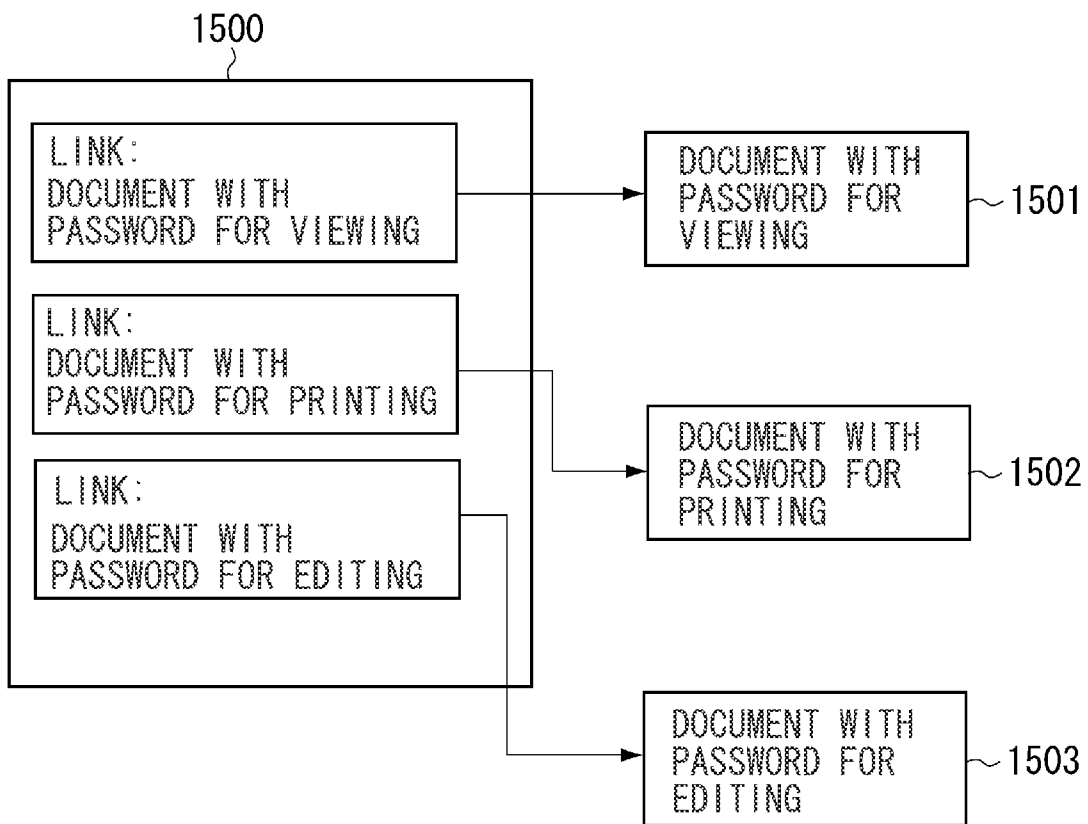 1500
LINK:
DOCUMENT WITH
PASSWORD FOR VIEWING
LINK:
DOCUMENT WITH
PASSWORD FOR PRINTING
LINK:
DOCUMENT WITH
PASSWORD FOR EDITING
DOCUMENT WITH
PASSWORD FOR
VIEWING
1501
DOCUMENT WITH
PASSWORD FOR
PRINTING
1502
DOCUMENT WITH
PASSWORD FOR
EDITING
1503